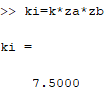 >> ki=k*za*zb
ki =
7.5000